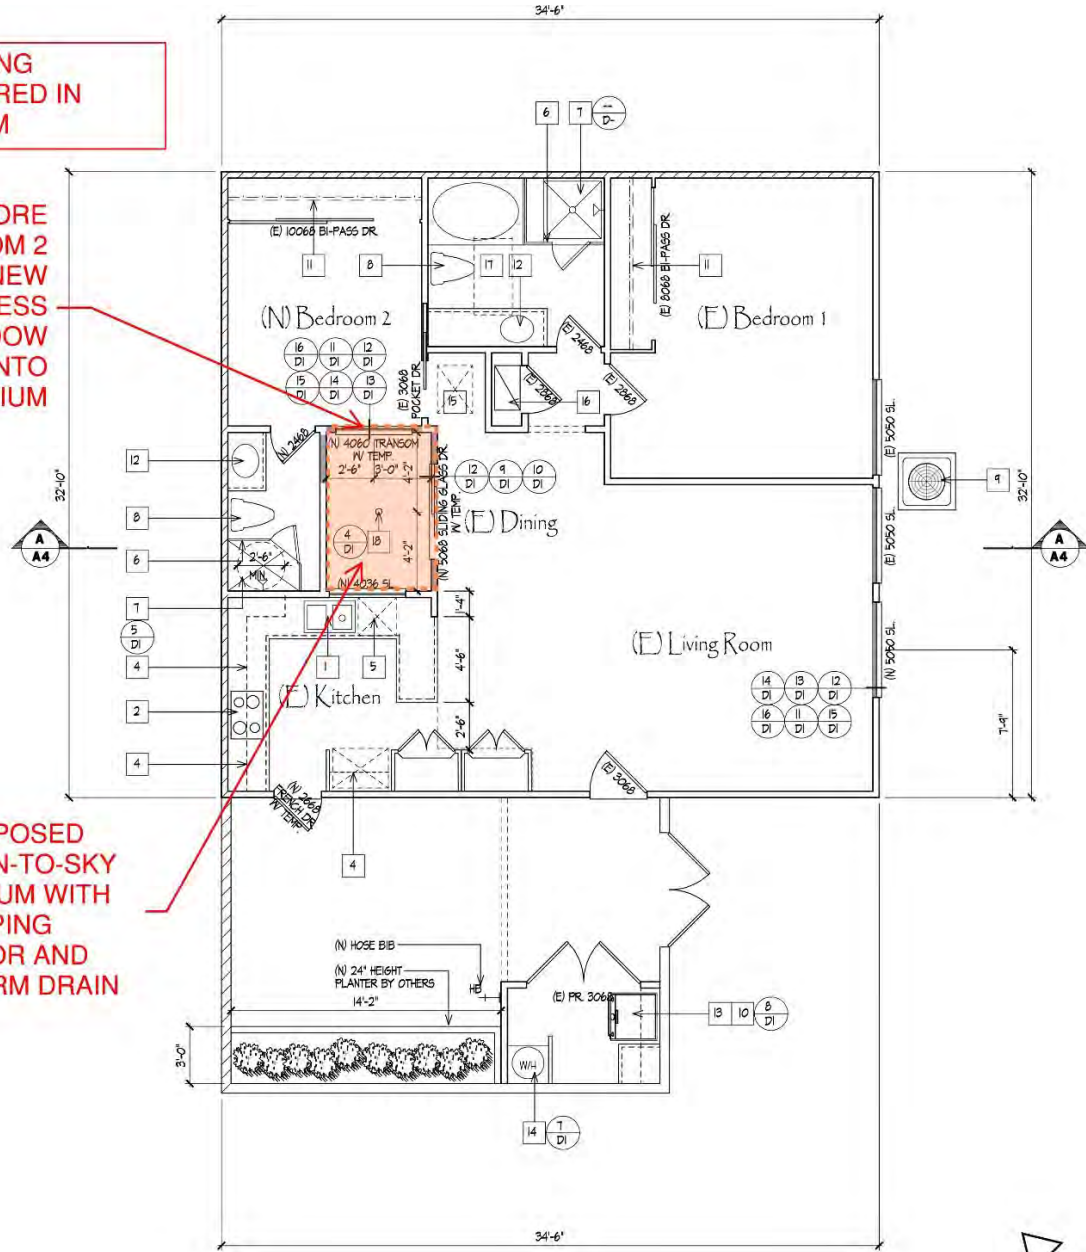 34'-6"
NG
RED IN
M
6
7
--
D-
ORE
OM 2
NEW
ESS
DOW
NTO
IUM
(E) 10068 BI-PASS DR.
11
8
17
12
(E) 8068 BI-PASS DR.
11
(N) Bedroom 2
(E) Bedroom 1
(E) 2468
16
DI
11
DI
12
DI
15
DI
14
DI
13
DI
(E) 3068
POCKET DR.
15
(E) 2868
16
(E) 2868
(E) 5050 SL.
(N) 2468
(N) 4060 TRANSOM
W/ TEMP.
2'-6"
3'-0"
4'-2"
12
32'-10"
12
DI
9
DI
10
DI
9
32'-10"
8
(N) 5068 SLIDING GLASS DR.
W/ TEMP.
(E) Dining
4
DI
18
4'-2"
(E) 5050 SL.
A
A4
A
A4
6
2'-6"
MIN.
(N) 4036 SL.
7
5
DI
1'-4"
4
1
5
4'-6"
(E) Living Room
(N) 5050 SL.
2
(E) Kitchen
14
DI
13
DI
12
DI
16
DI
11
DI
15
DI
2'-6"
7'-9"
4
(N) 2668
FRENCH DR.
W/ TEMP.
(E) 3068
4
POSED
N-TO-SKY
UM WITH
PING
OR AND
RM DRAIN
(N) HOSE BIB
HB
(N) 24" HEIGHT
PLANTER BY OTHERS
14'-2"
(E) PR. 3068
13
10
8
DI
3'-0"
W/H
14
7
DI
34'-6"